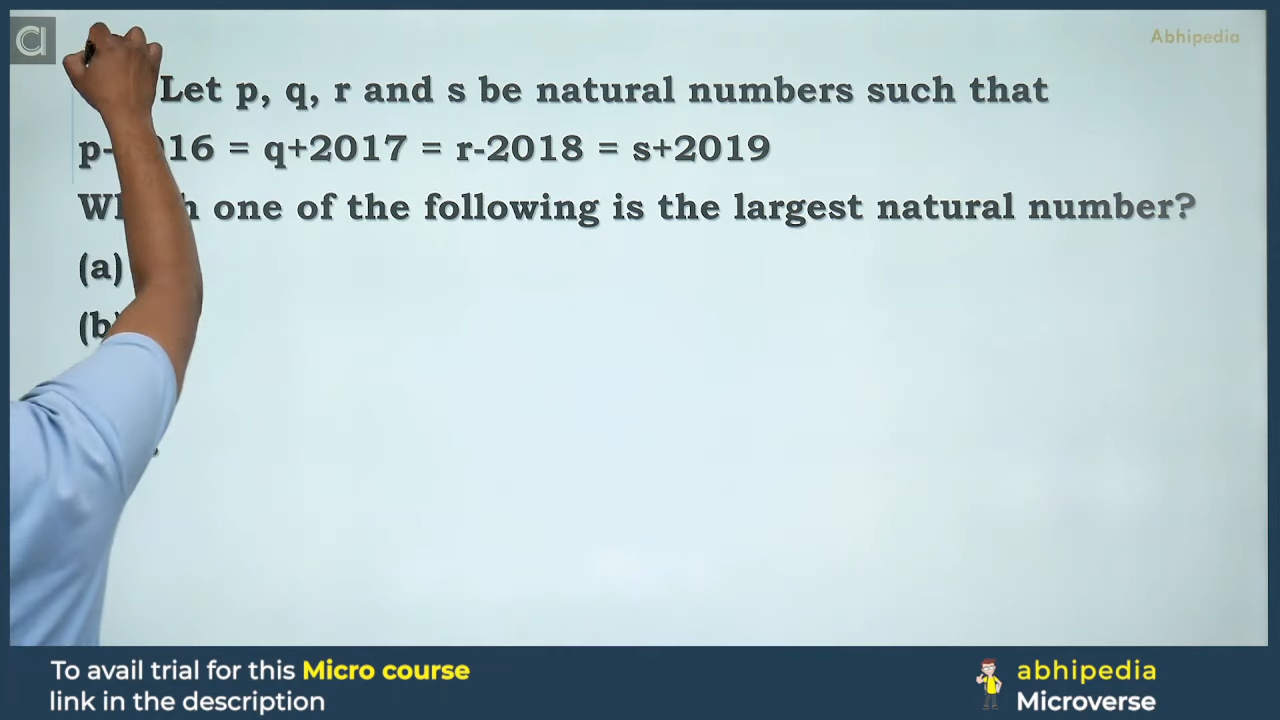 Abhipedia
Let p, q, r and s be natural numbers such that
p- 16 = q+2017 = r-2018 = s+2019
one of the following is the largest natural number?
(a)
(b
To avail trial for this Micro course
link in the description
abhipedia
Microverse